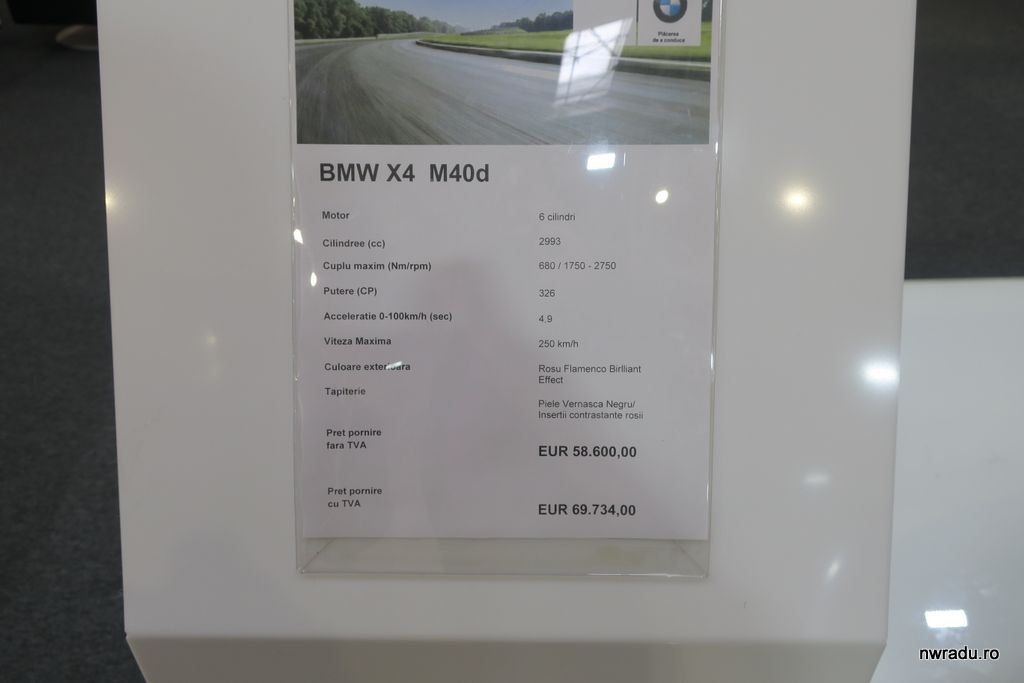 Plăcerea
de a conduce
BMW X4 M40d
Motor 6 cilindri
Cilindree (cc) 2993
Cuplu maxim (Nm/rpm) 680 / 1750 - 2750
Putere (CP) 326
Acceleratie 0-100km/h (sec) 4,9
Viteza Maxima 250 km/h
Culoare exterioara Rosu Flamenco Birlliant
Effect
Tapiterie
Piele Vernasca Negru/
Insertii contrastante rosii
Pret pornire
fara TVA
EUR 58.600,00
Pret pornire
cu TVA
EUR 69.734,00
nwradu.ro